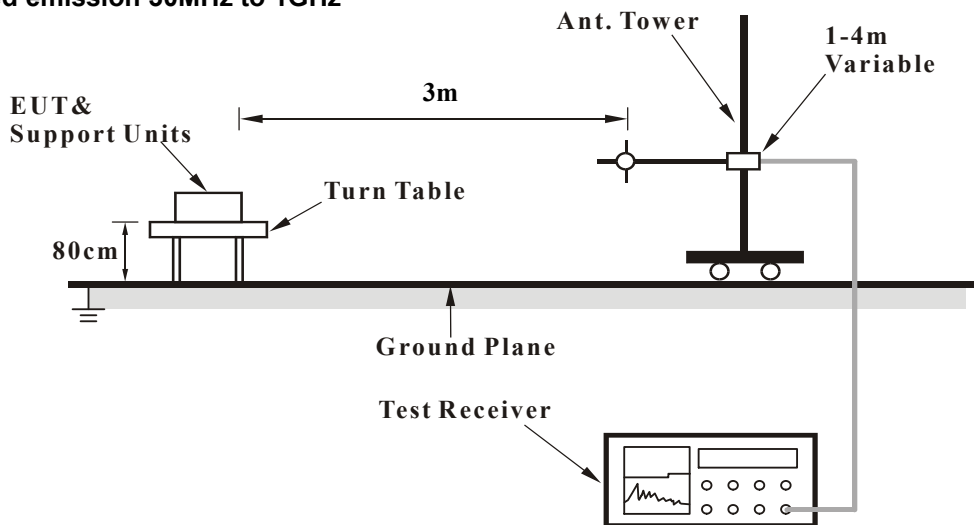 emission 30MHz to 1GHz
Ant. Tower
1-4m
Variable
3m
EUT&
Support Units
Turn Table
80cm
Ground Plane
Test Receiver